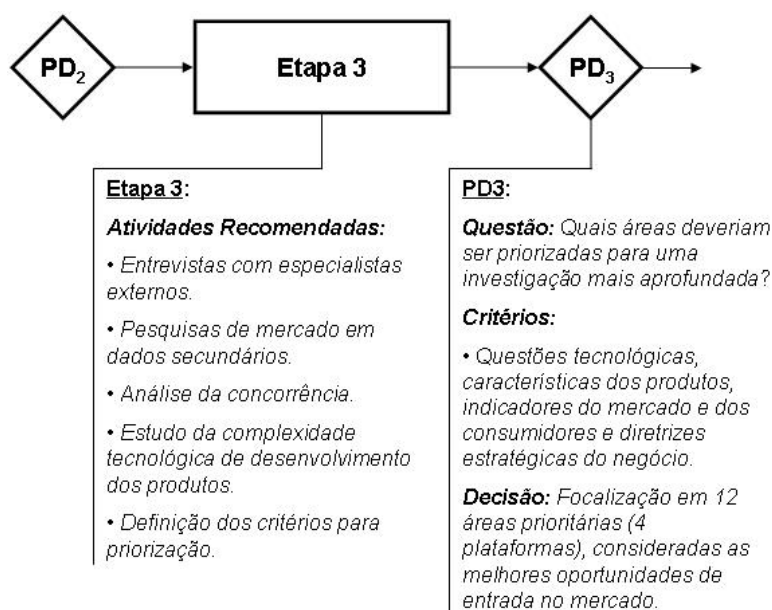 PD2
Etapa 3
PD3
Etapa 3:
Atividades Recomendadas:
• Entrevistas com especialistas
externos.
• Pesquisas de mercado em
dados secundários.
• Análise da concorrência.
• Estudo da complexidade
tecnológica de desenvolvimento
dos produtos.
• Definição dos critérios para
priorização.
PD3:
Questão: Quais áreas deveriam
ser priorizadas para uma
investigação mais aprofundada?
Critérios:
• Questões tecnológicas,
características dos produtos,
indicadores do mercado e dos
consumidores e diretrizes
estratégicas do negócio.
Decisão: Focalização em 12
áreas prioritárias (4
plataformas), consideradas as
melhores oportunidades de
entrada no mercado.